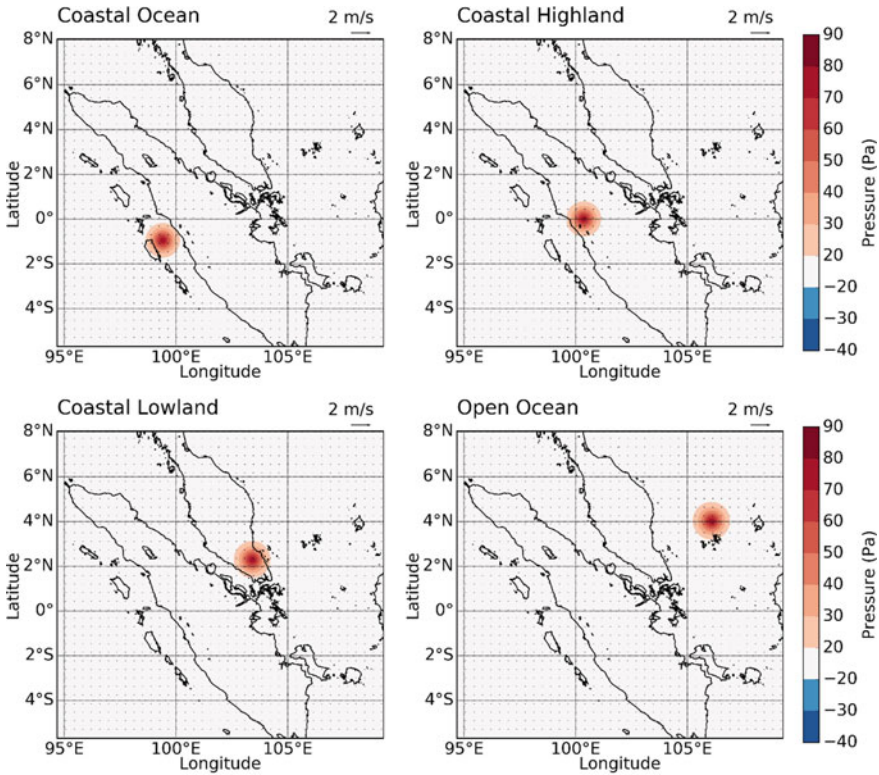 Coastal Ocean 2 m/s
8°N
6°N
4°N
2°N
0°
2°S
4°S
Latitude
95°E 100°E 105°E
Longitude
Coastal Highland 2 m/s
8°N
6°N
4°N
2°N
0°
2°S
4°S
Latitude
95°E 100°E 105°E
Longitude
90
80
70
60
50
40
30
20
−20
−30
−40
Pressure (Pa)
Coastal Lowland 2 m/s
8°N
6°N
4°N
2°N
0°
2°S
4°S
Latitude
95°E 100°E 105°E
Longitude
Open Ocean 2 m/s
8°N
6°N
4°N
2°N
0°
2°S
4°S
Latitude
95°E 100°E 105°E
Longitude
90
80
70
60
50
40
30
20
−20
−30
−40
Pressure (Pa)